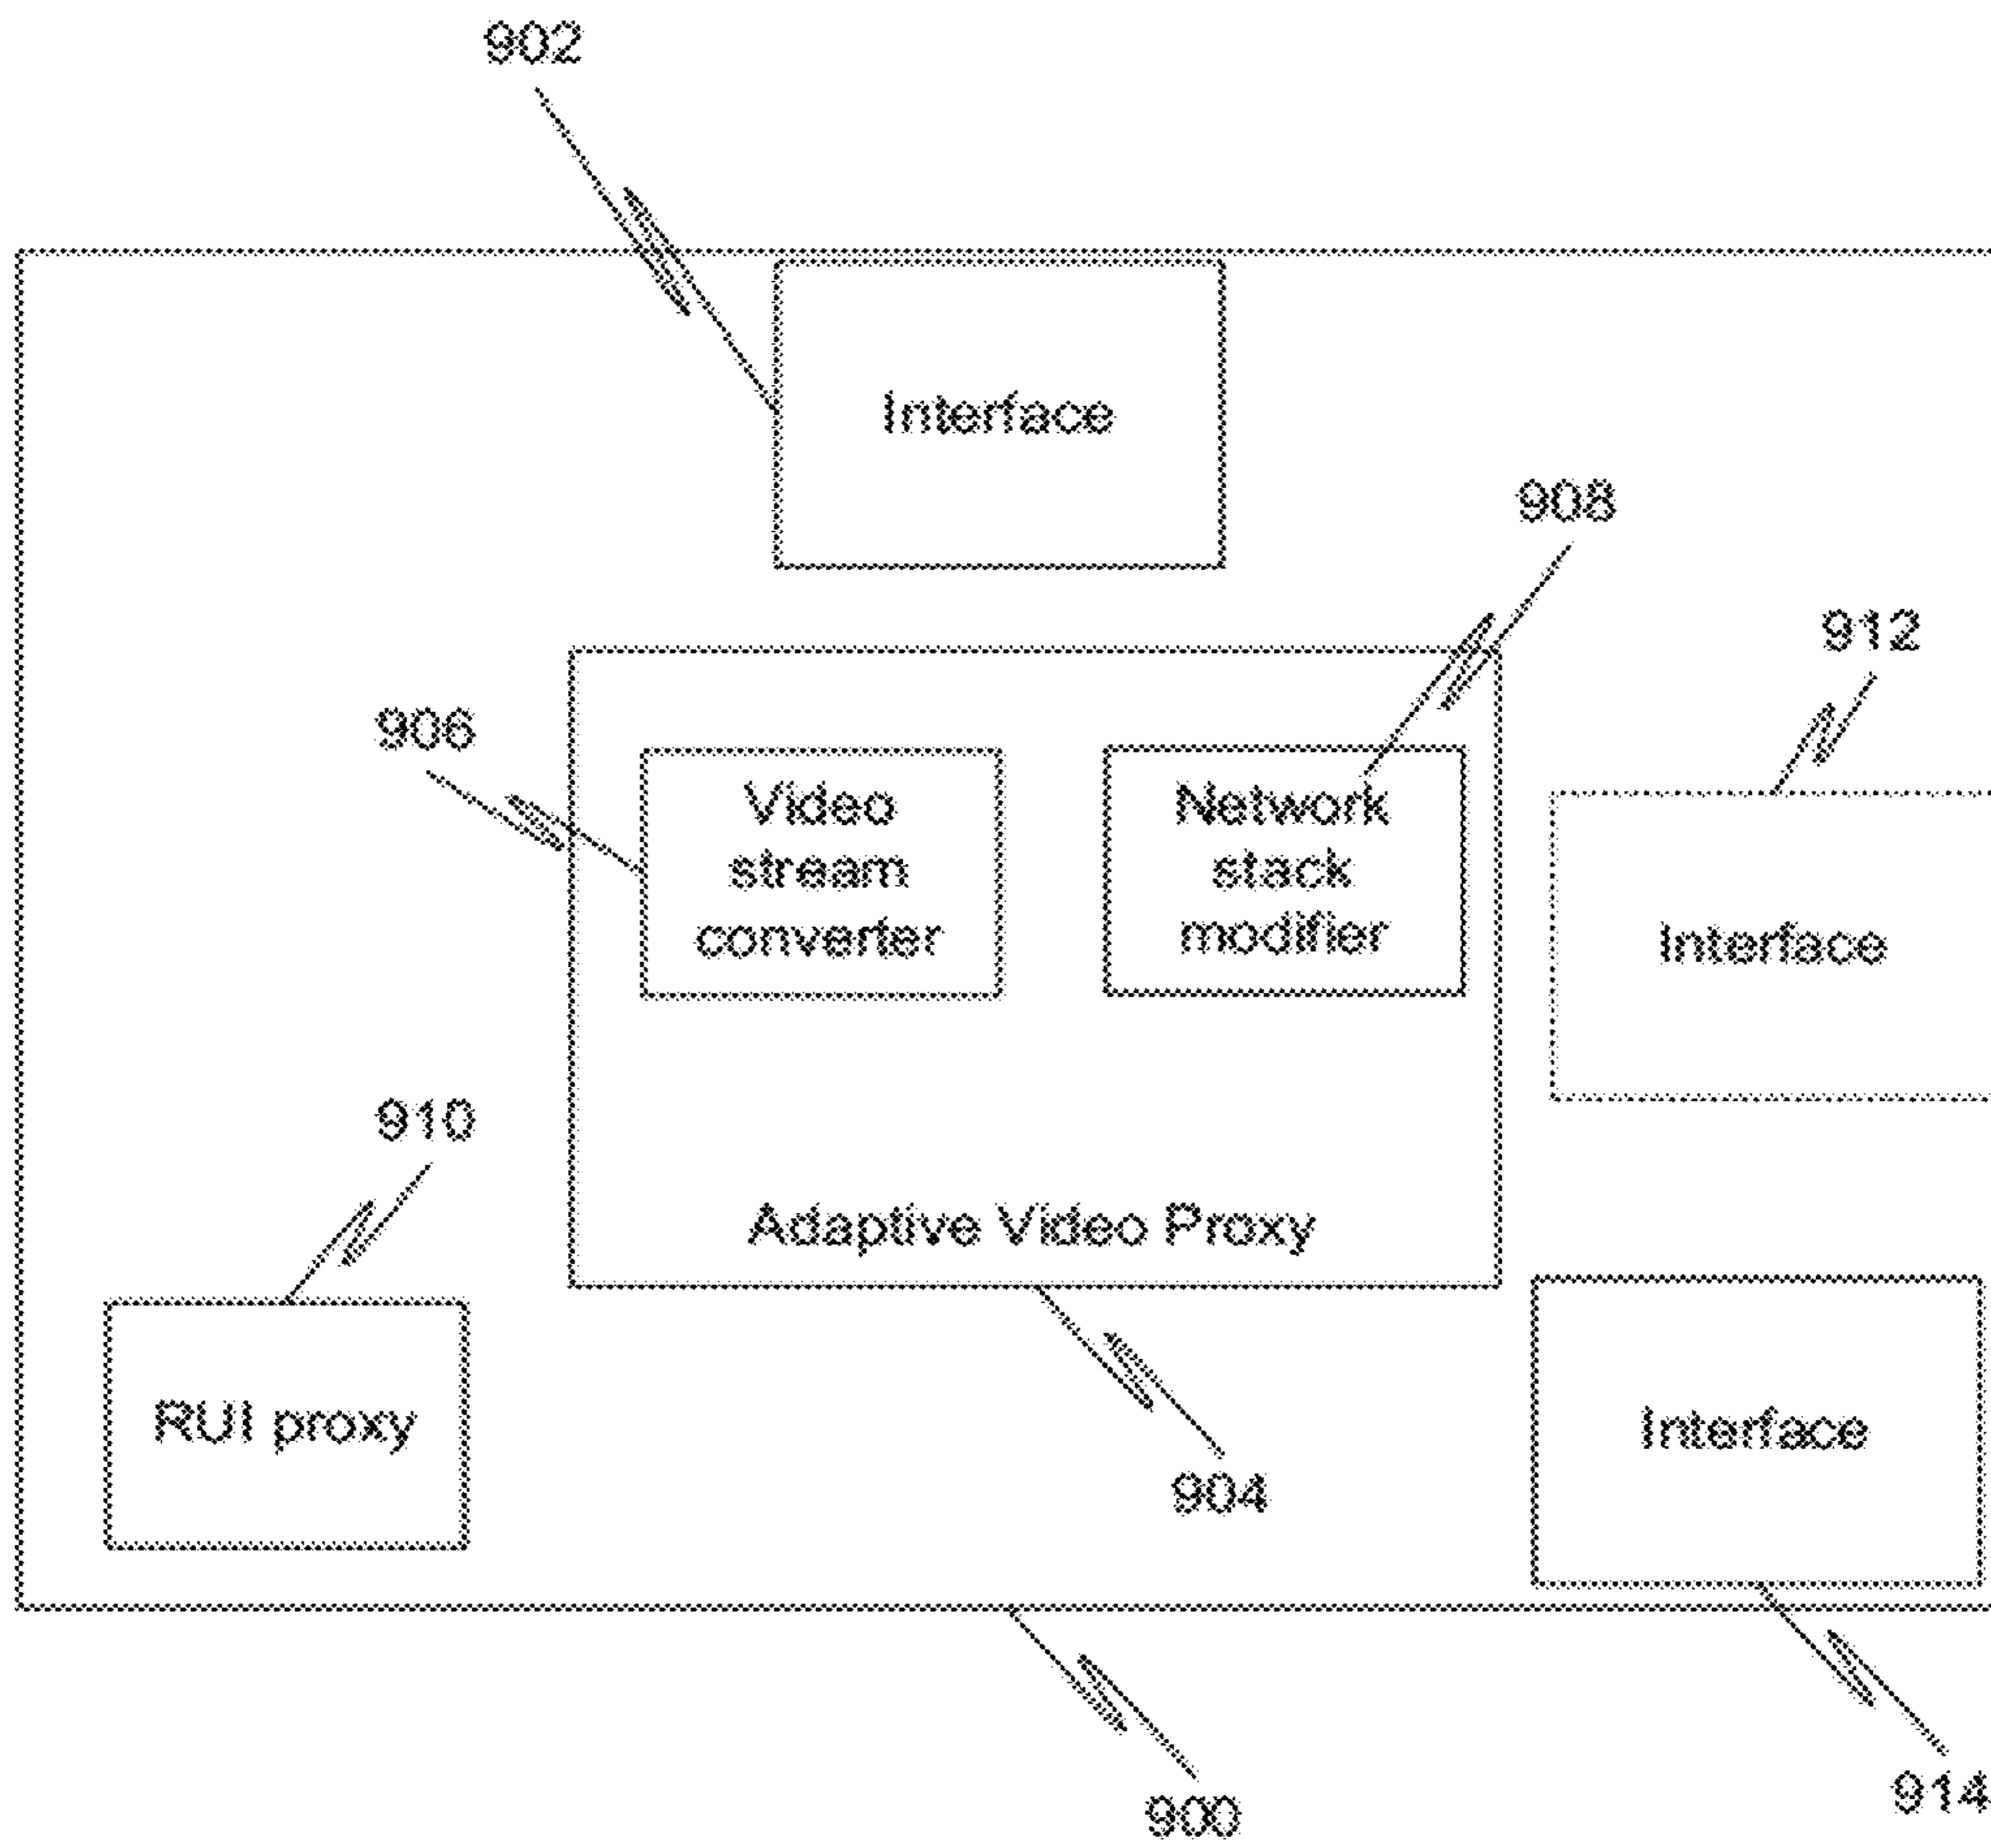 902
Interface
908
912
906
Video
stream
converter
Network
stack
modifier
Interface
910
Adaptive Video Proxy
RUI proxy
Interface
904
900
914